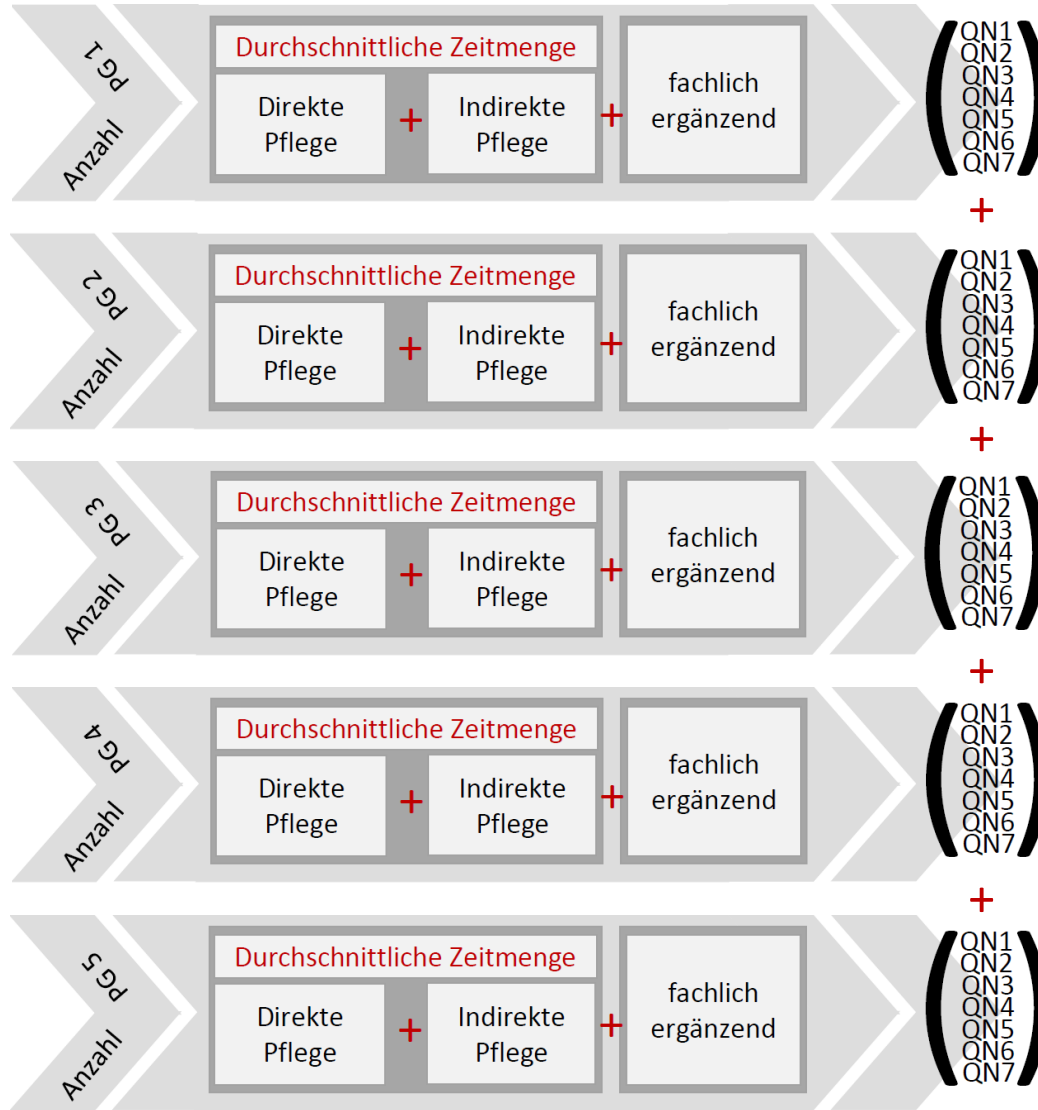 PG 1
Anzahl
Durchschnittliche Zeitmenge
Direkte
Pflege
+
Indirekte
Pflege
+
fachlich
ergänzend
QN1
QN2
QN3
QN4
QN5
QN6
QN7
+
PG 2
Anzahl
Durchschnittliche Zeitmenge
Direkte
Pflege
+
Indirekte
Pflege
+
fachlich
ergänzend
QN1
QN2
QN3
QN4
QN5
QN6
QN7
+
PG 3
Anzahl
Durchschnittliche Zeitmenge
Direkte
Pflege
+
Indirekte
Pflege
+
fachlich
ergänzend
QN1
QN2
QN3
QN4
QN5
QN6
QN7
+
PG 4
Anzahl
Durchschnittliche Zeitmenge
Direkte
Pflege
+
Indirekte
Pflege
+
fachlich
ergänzend
QN1
QN2
QN3
QN4
QN5
QN6
QN7
+
PG 5
Anzahl
Durchschnittliche Zeitmenge
Direkte
Pflege
+
Indirekte
Pflege
+
fachlich
ergänzend
QN1
QN2
QN3
QN4
QN5
QN6
QN7